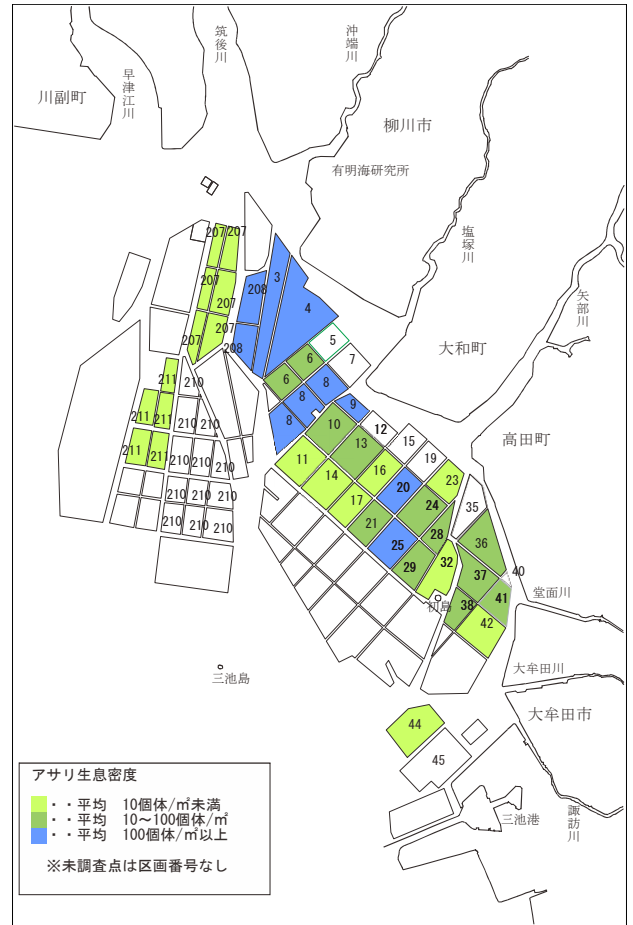 川副町
早津江川
筑後川
沖端川
柳川市
有明海研究所
塩塚川
大和町
矢部川
高田町
207 207
207
207
207
207
208
208
3
4
5
6
7
6
8
8
8
9
10
11
12
13
14
15
16
17
19
20
21
23
24
25
28
29
32
35
36
37
38
40
41
42
211
211
211
211
211
210
210
210
210
210
210
210
210
210
210
210
210
210
210
初島
堂面川
大牟田川
大牟田市
三池島
44
45
三池港
諏訪川
アサリ生息密度
・・平均 10個体/㎡未満
・・平均 10〜100個体/㎡
・・平均 100個体/㎡以上
※未調査点は区画番号なし